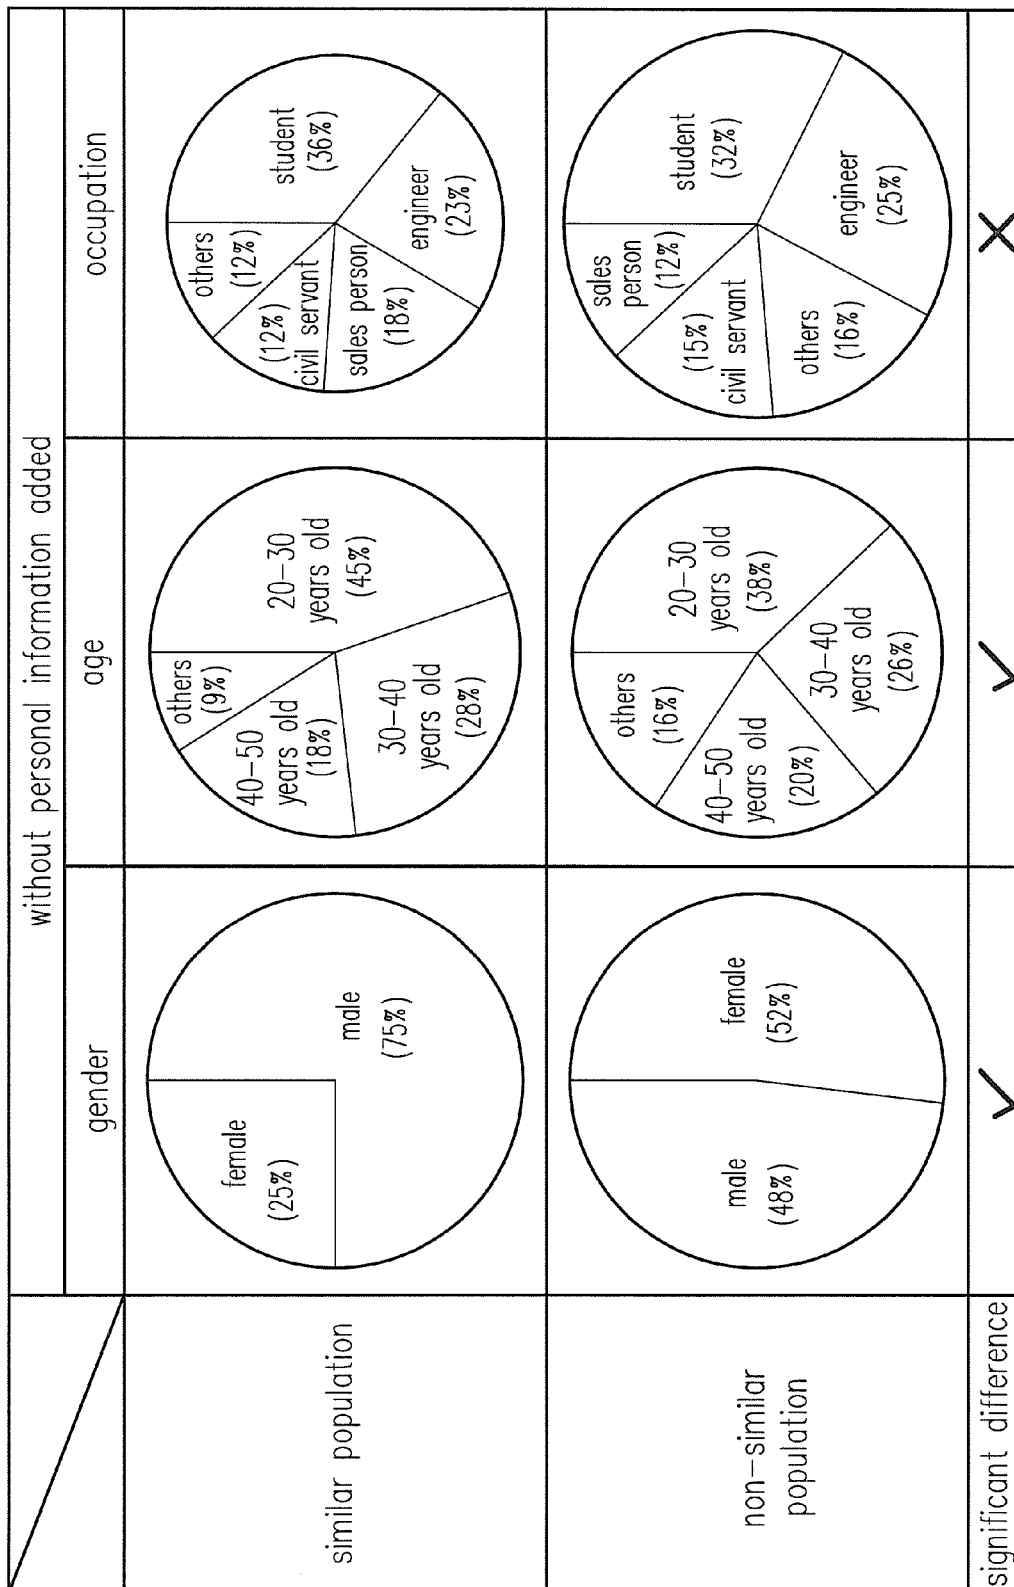 without personal information added
gender
age
occupation
similar population
female
(25%)
male
(75%)
others
(9%)
20-30
years old
(45%)
40-50
years old
(18%)
30-40
years old
(28%)
others
(12%)
student
(36%)
(12%)
civil servant
sales person
(18%)
engineer
(23%)
non-similar
population
male
(48%)
female
(52%)
others
(16%)
20-30
years old
(38%)
40-50
years old
(20%)
30-40
years old
(26%)
sales
person
(12%)
student
(32%)
(15%)
civil servant
others
(16%)
engineer
(25%)
significant difference